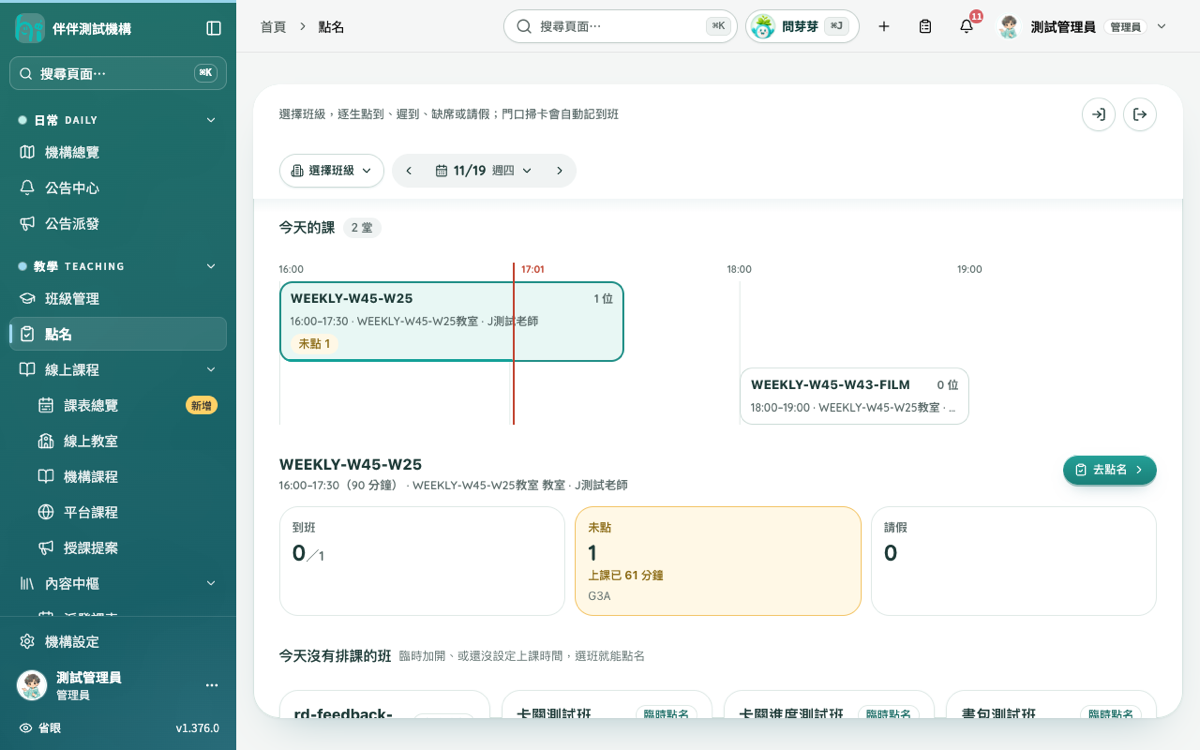 伴伴測試機構
搜尋頁面⋯ ⌘K
日常 DAILY
機構總覽
公告中心
公告派發
教學 TEACHING
班級管理
點名
線上課程
課表總覽 新增
線上教室
機構課程
平台課程
授課提案
內容中樞
機構設定
測試管理員
管理員
省眼 v1.376.0
首頁 > 點名
搜尋頁面⋯ ⌘K
問芽芽 ⌘J
11
測試管理員 管理員
選擇班級，逐生點到、遲到、缺席或請假；門口掃卡會自動記到班
選擇班級
11/19 週四
今天的課 2 堂
16:00 17:01 18:00 19:00
WEEKLY-W45-W25 1 位
16:00–17:30 · WEEKLY-W45-W25教室 · J測試老師
未點 1
WEEKLY-W45-W43-FILM 0 位
18:00–19:00 · WEEKLY-W45-W25教室 · ...
WEEKLY-W45-W25
16:00–17:30（90 分鐘） · WEEKLY-W45-W25教室 教室 · J測試老師
去點名
到班
0/1
未點
1
上課已 61 分鐘
G3A
請假
0
今天沒有排課的班 臨時加開、或還沒設定上課時間，選班就能點名
rd-feedback-
卡關測試班 臨時點名
卡關進度測試班 臨時點名
書包測試班 臨時點名